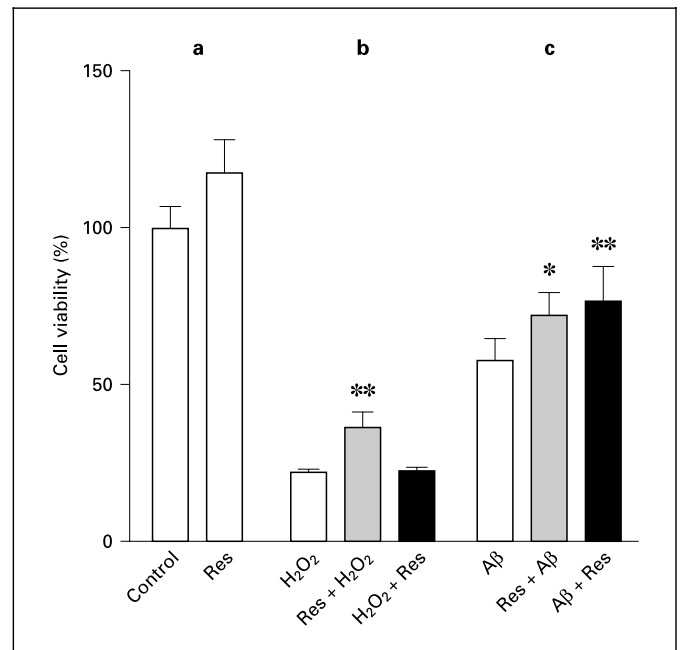 a b c
150
100
50
0
Cell viability (%)
**
*
**
Control
Res
H₂O₂
Res + H₂O₂
H₂O₂ + Res
Aβ
Res + Aβ
Aβ + Res